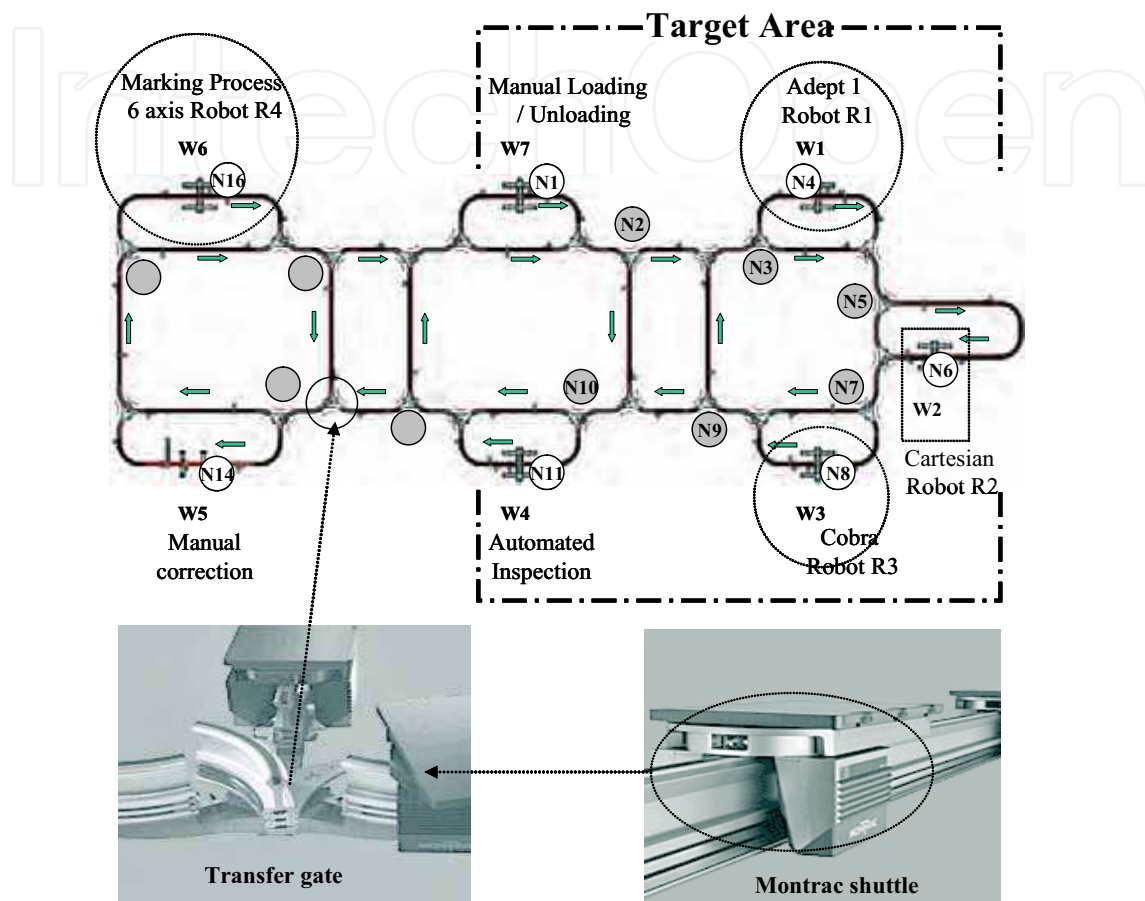 Target Area
Marking Process
6 axis Robot R4
W6
N16
Manual Loading
/ Unloading
W7
N1
Adept 1
Robot R1
W1
N4
N2
N3
N5
N6
W2
Cartesian
Robot R2
N7
N10
N9
N14
W5
Manual
correction
N11
W4
Automated
Inspection
N8
W3
Cobra
Robot R3
Transfer gate
Montrac shuttle
IntechOpen